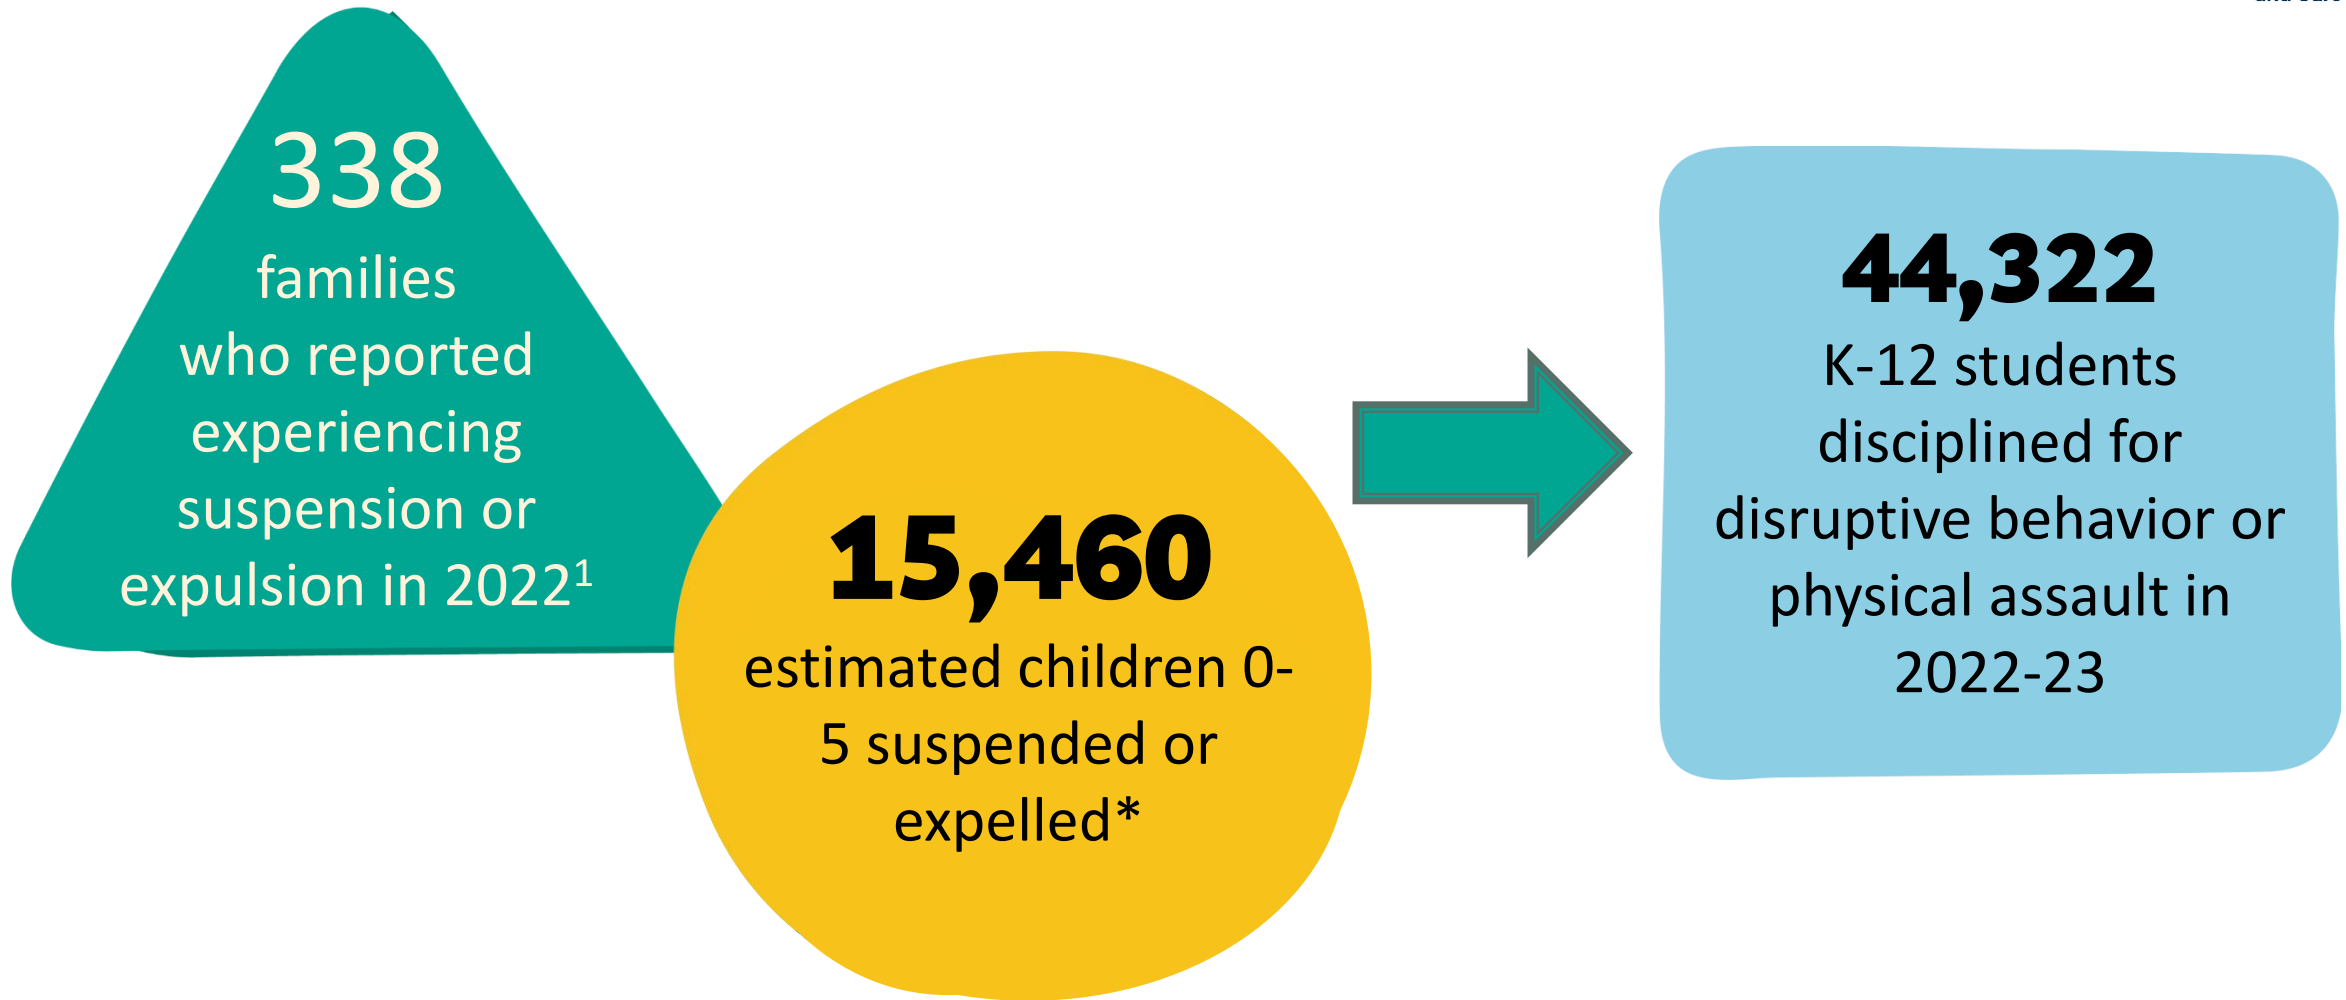 338
families
who reported
experiencing
suspension or
expulsion in 2022¹
15,460
estimated children 0-
5 suspended or
expelled*
44,322
K-12 students
disciplined for
disruptive behavior or
physical assault in
2022-23